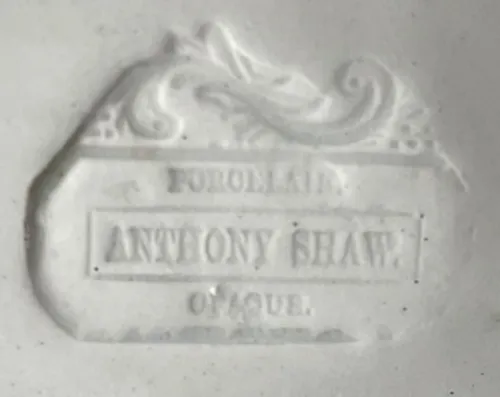 PORCELAIN.
ANTHONY SHAW.
OPAQUE.